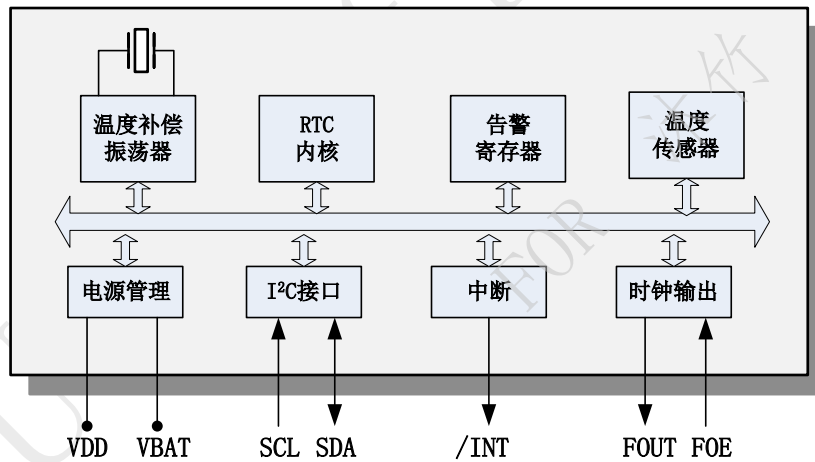 温度补偿
振荡器
RTC
内核
告警
寄存器
温度
传感器
电源管理
I²C接口
中断
时钟输出
VDD VBAT SCL SDA /INT FOUT FOE
FOR